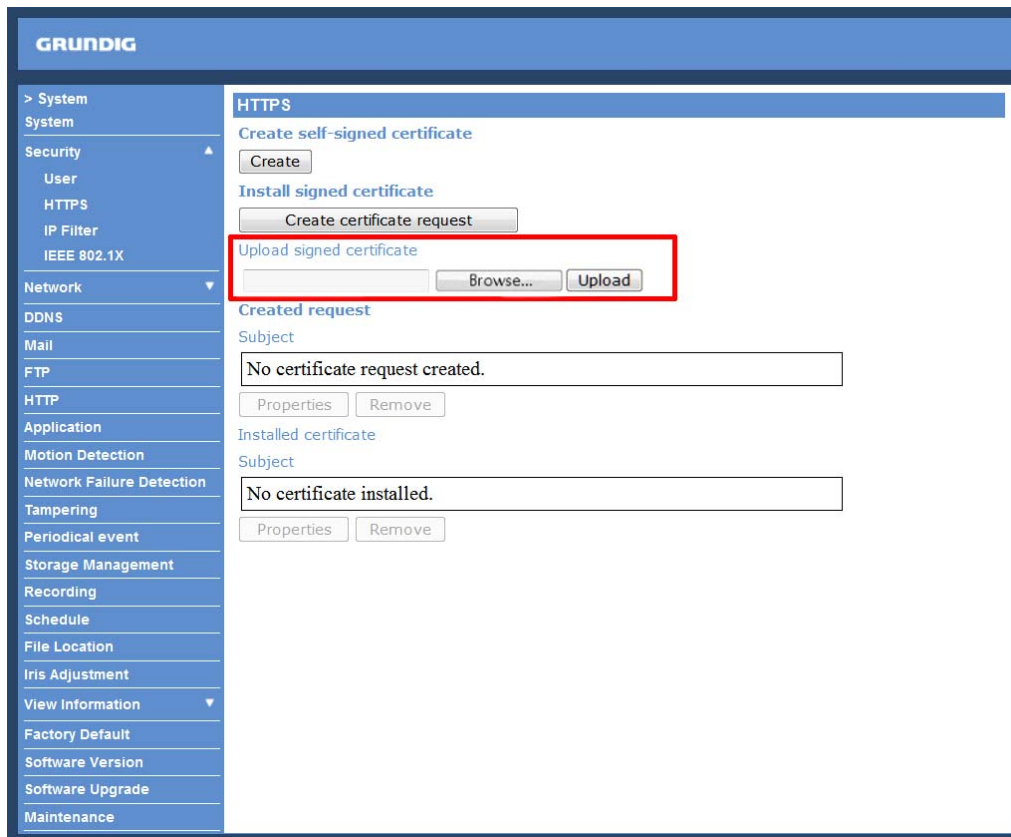 GRUNDIG
> System
System
Security
User
HTTPS
IP Filter
IEEE 802.1X
Network
DDNS
Mail
FTP
HTTP
Application
Motion Detection
Network Failure Detection
Tampering
Periodical event
Storage Management
Recording
Schedule
File Location
Iris Adjustment
View Information
Factory Default
Software Version
Software Upgrade
Maintenance
HTTPS
Create self-signed certificate
Create
Install signed certificate
Create certificate request
Upload signed certificate
Browse... Upload
Created request
Subject
No certificate request created.
Properties Remove
Installed certificate
Subject
No certificate installed.
Properties Remove